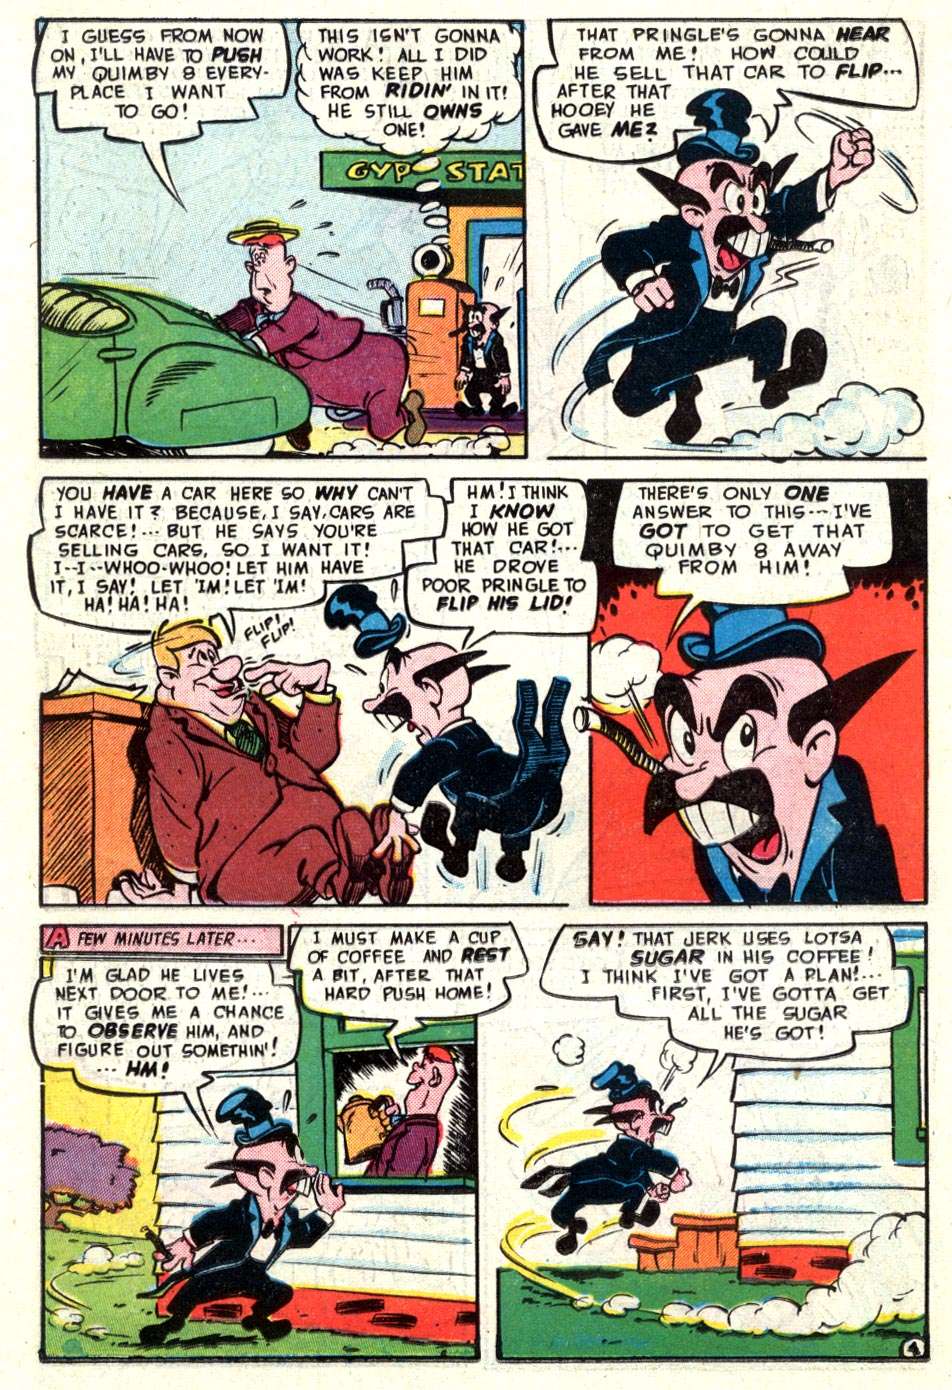 I GUESS FROM NOW
ON, I'LL HAVE TO PUSH
MY QUIMBY 8 EVERY-
PLACE I WANT
TO GO!
THIS ISN'T GONNA
WORK! ALL I DID
WAS KEEP HIM
FROM RIDIN' IN IT!
HE STILL OWNS
ONE!
GYP STAT
THAT PRINGLE'S GONNA HEAR
FROM ME! HOW COULD
HE SELL THAT CAR TO FLIP...
AFTER THAT
HOOEY HE
GAVE ME?
YOU HAVE A CAR HERE SO WHY CAN'T
I HAVE IT? BECAUSE, I SAY, CARS ARE
SCARCE!... BUT HE SAYS YOU'RE
SELLING CARS, SO I WANT IT!
I--I--WHOO-WHOO! LET HIM HAVE
IT, I SAY! LET 'IM! LET 'IM!
HA! HA! HA!
FLIP!
FLIP!
HM! I THINK
I KNOW
HOW HE GOT
THAT CAR!...
HE DROVE
POOR PRINGLE TO
FLIP HIS LID!
THERE'S ONLY ONE
ANSWER TO THIS--I'VE
GOT TO GET THAT
QUIMBY 8 AWAY
FROM HIM!
A FEW MINUTES LATER...
I'M GLAD HE LIVES
NEXT DOOR TO ME!...
IT GIVES ME A CHANCE
TO OBSERVE HIM, AND
FIGURE OUT SOMETHIN'!
... HM!
I MUST MAKE A CUP
OF COFFEE AND REST
A BIT, AFTER THAT
HARD PUSH HOME!
SAY! THAT JERK USES LOTSA
SUGAR IN HIS COFFEE!
I THINK I'VE GOT A PLAN!...
FIRST, I'VE GOTTA GET
ALL THE SUGAR
HE'S GOT!
4